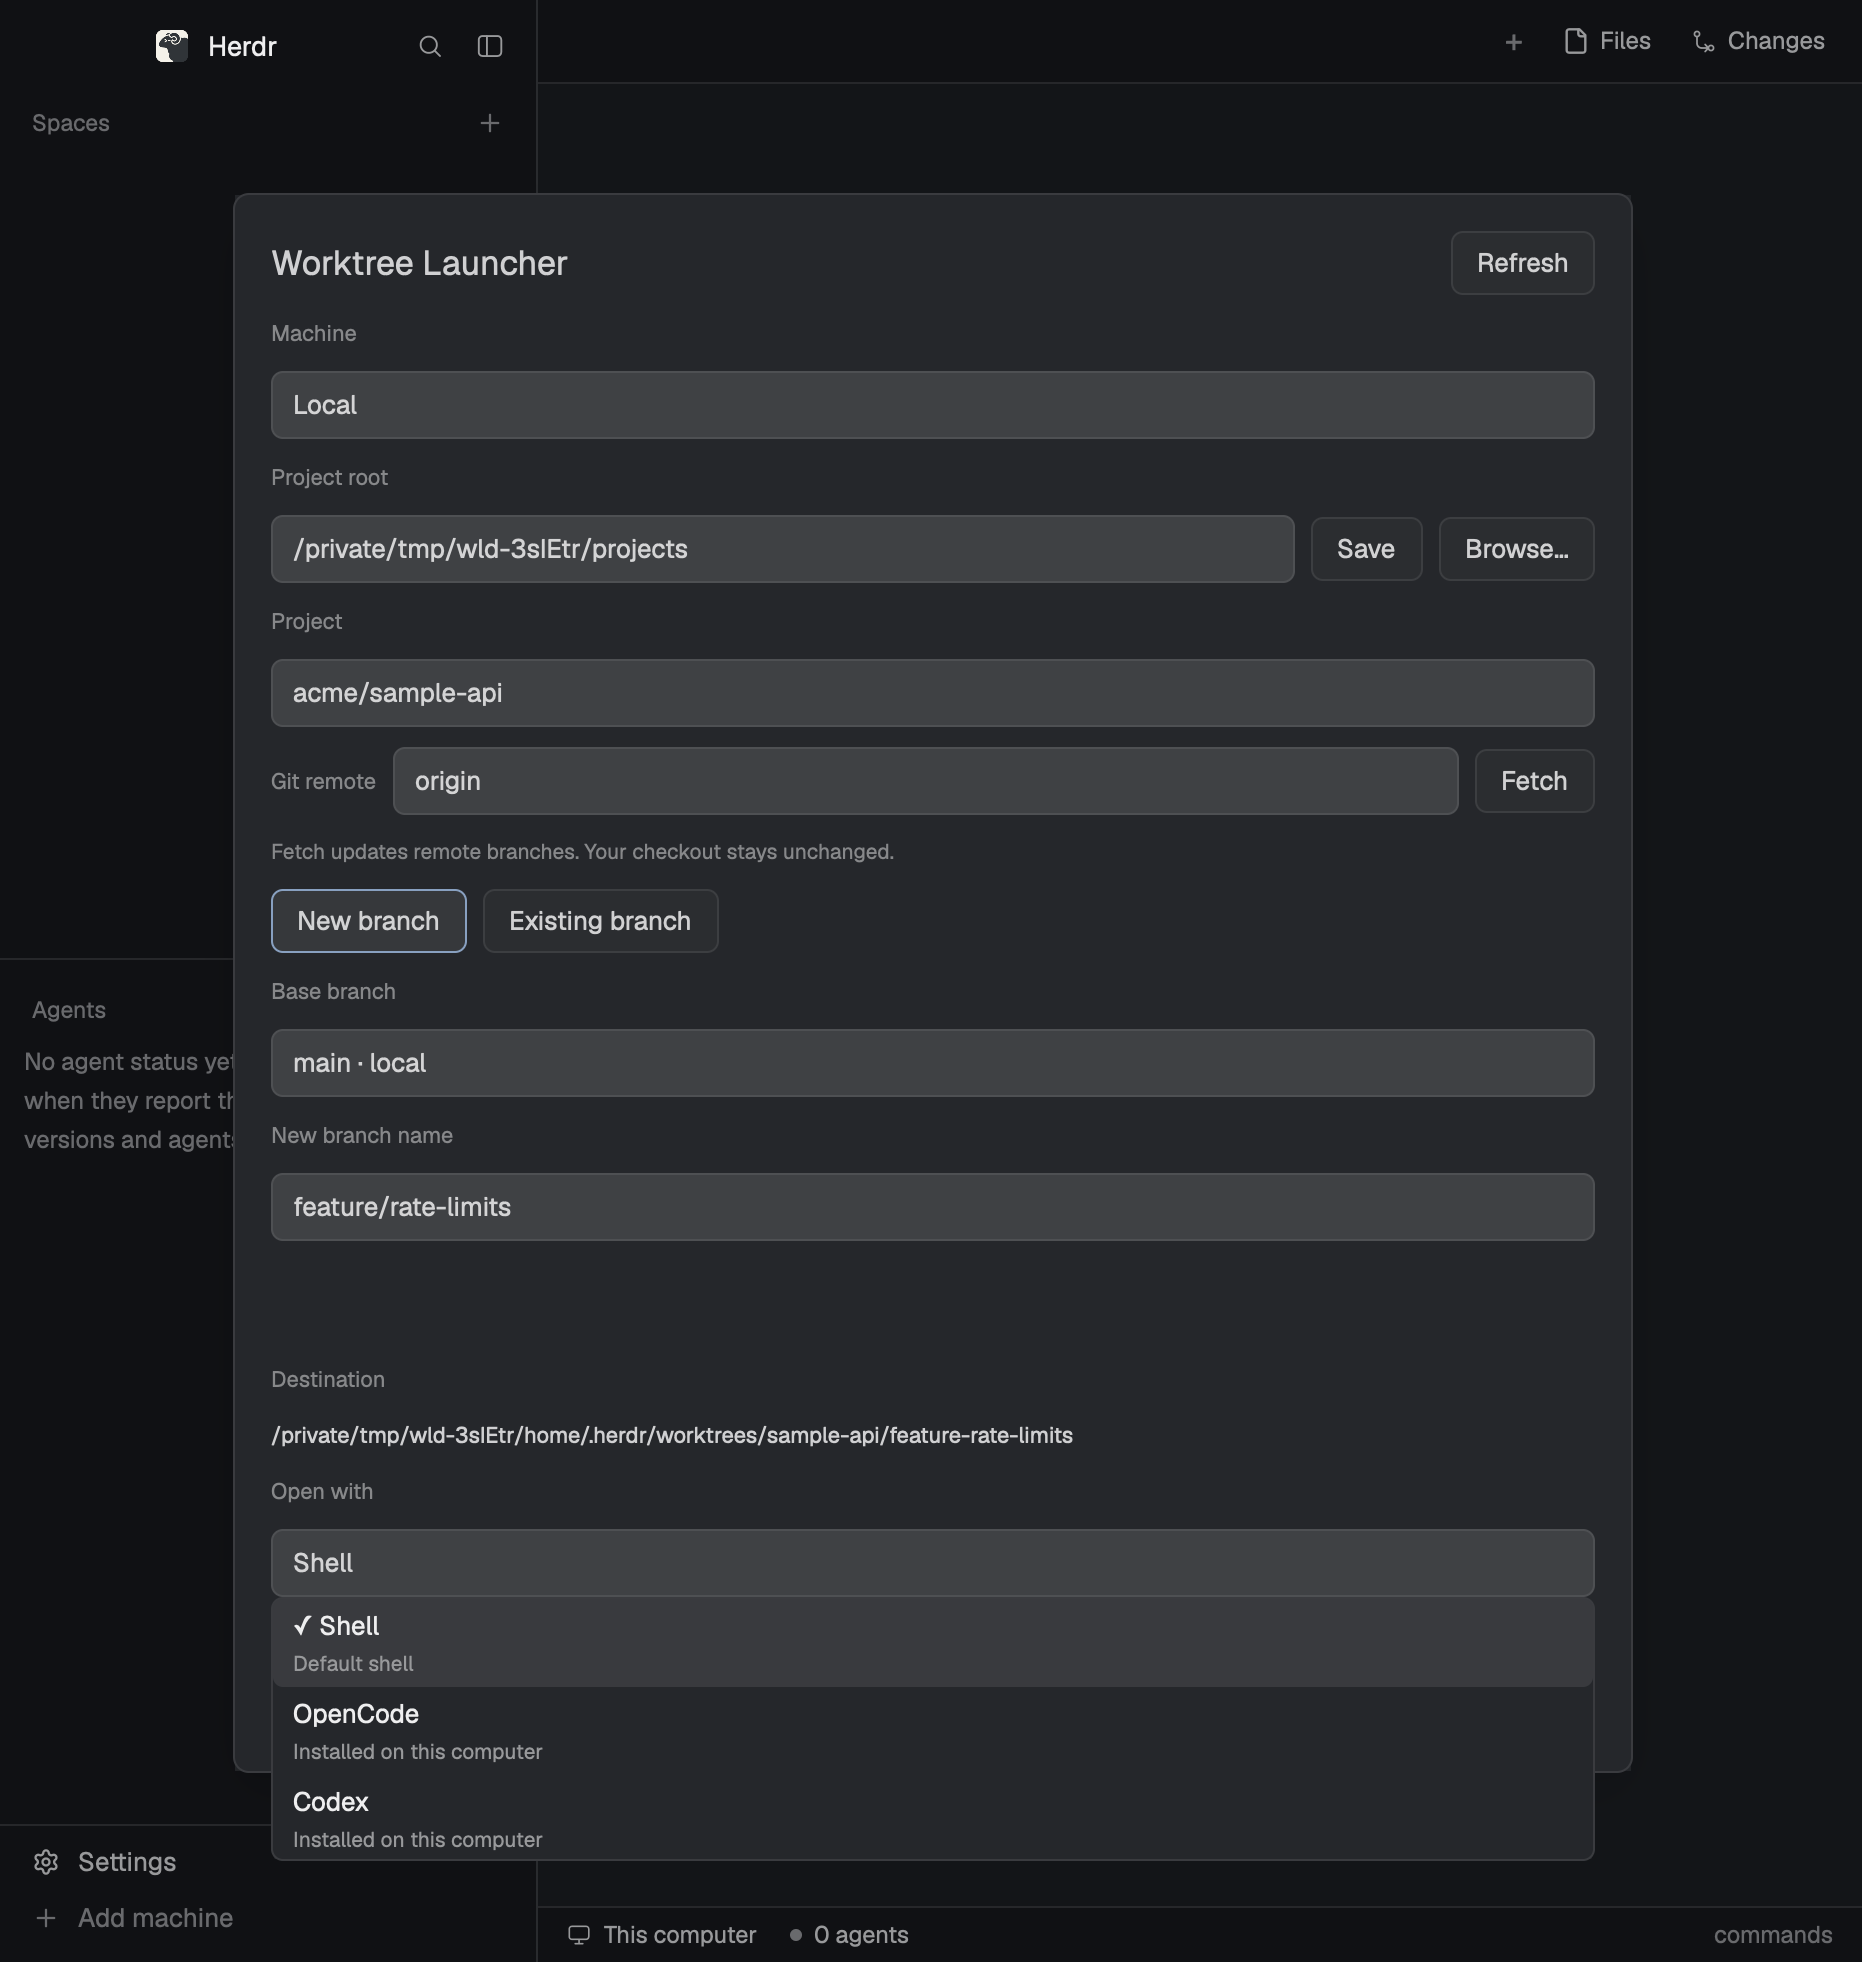 Herdr
Files
Changes
Spaces
Worktree Launcher
Refresh
Machine
Local
Project root
/private/tmp/wld-3sIEtr/projects
Save
Browse...
Project
acme/sample-api
Git remote
origin
Fetch
Fetch updates remote branches. Your checkout stays unchanged.
New branch
Existing branch
Base branch
main · local
New branch name
feature/rate-limits
Agents
No agent status yet
when they report th
versions and agents
Destination
/private/tmp/wld-3sIEtr/home/.herdr/worktrees/sample-api/feature-rate-limits
Open with
Shell
✓ Shell
Default shell
OpenCode
Installed on this computer
Codex
Installed on this computer
Settings
Add machine
This computer
0 agents
commands